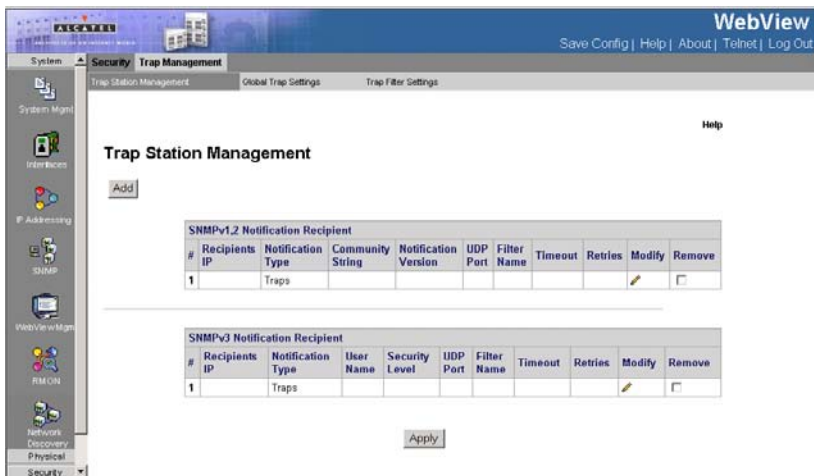 WebView
ALCATEL
Save Config | Help | About | Telnet | Log Out
System
Security Trap Management
Trap Station Management Global Trap Settings Trap Filter Settings
System Mgmt
Interfaces
IP Addressing
SNMP
WebViewMgm
RMON
Network Discovery
Physical
Security
Help
Trap Station Management
Add
SNMPv1,2 Notification Recipient
# Recipients IP Notification Type Community String Notification Version UDP Port Filter Name Timeout Retries Modify Remove
1 Traps
SNMPv3 Notification Recipient
# Recipients IP Notification Type User Name Security Level UDP Port Filter Name Timeout Retries Modify Remove
1 Traps
Apply